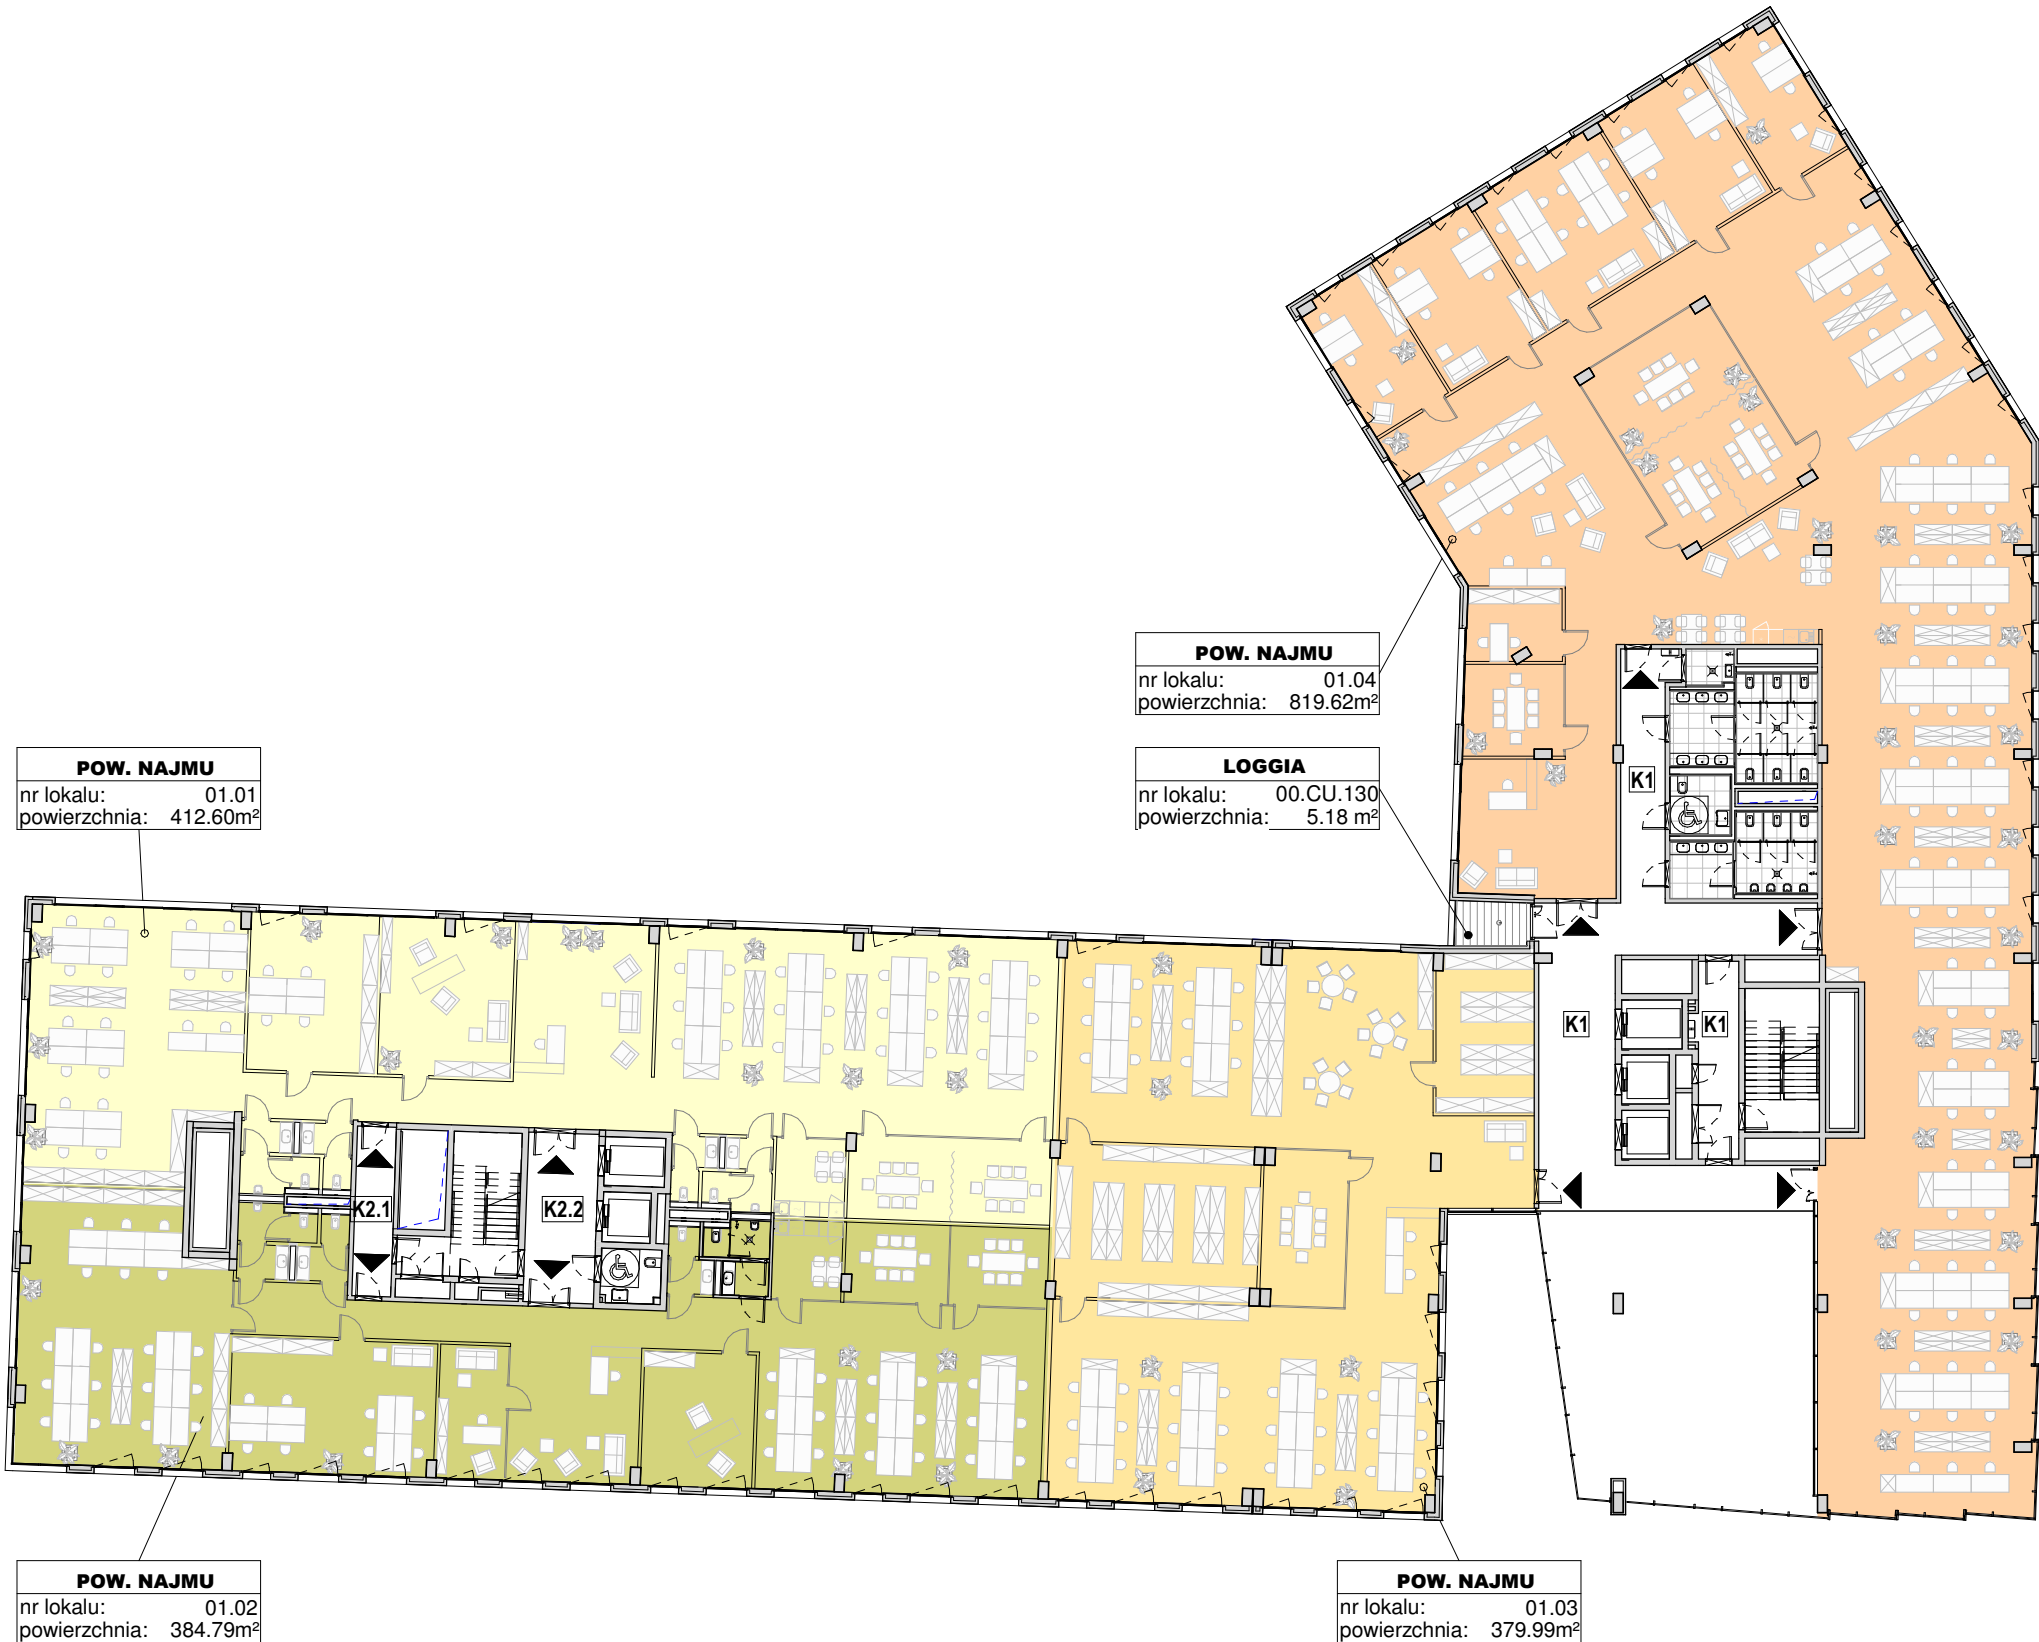 POW. NAJMU
nr lokalu: 01.04
powierzchnia: 819.62m²
LOGGIA
nr lokalu: 00.CU.130
powierzchnia: 5.18 m²
POW. NAJMU
nr lokalu: 01.01
powierzchnia: 412.60m²
K1
K1
K1
K2.1
K2.2
POW. NAJMU
nr lokalu: 01.02
powierzchnia: 384.79m²
POW. NAJMU
nr lokalu: 01.03
powierzchnia: 379.99m²